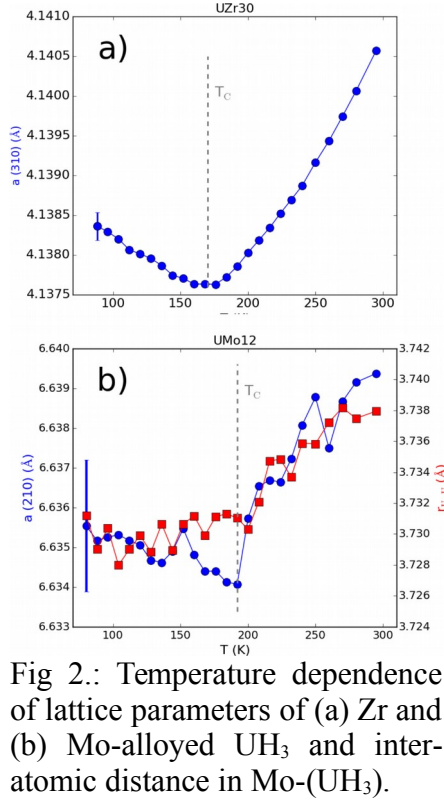 UZr30
a)
T_C
a (310) (Å)
4.1410
4.1405
4.1400
4.1395
4.1390
4.1385
4.1380
4.1375
100 150 200 250 300
UMo12
b)
T_C
a (210) (Å)
6.640
6.639
6.638
6.637
6.636
6.635
6.634
6.633
3.742
3.740
3.738
3.736
3.734
3.732
3.730
3.728
3.726
3.724
100 150 200 250 300
T (K)
Fig 2.: Temperature dependence
of lattice parameters of (a) Zr and
(b) Mo-alloyed UH₃ and inter-
atomic distance in Mo-(UH₃).